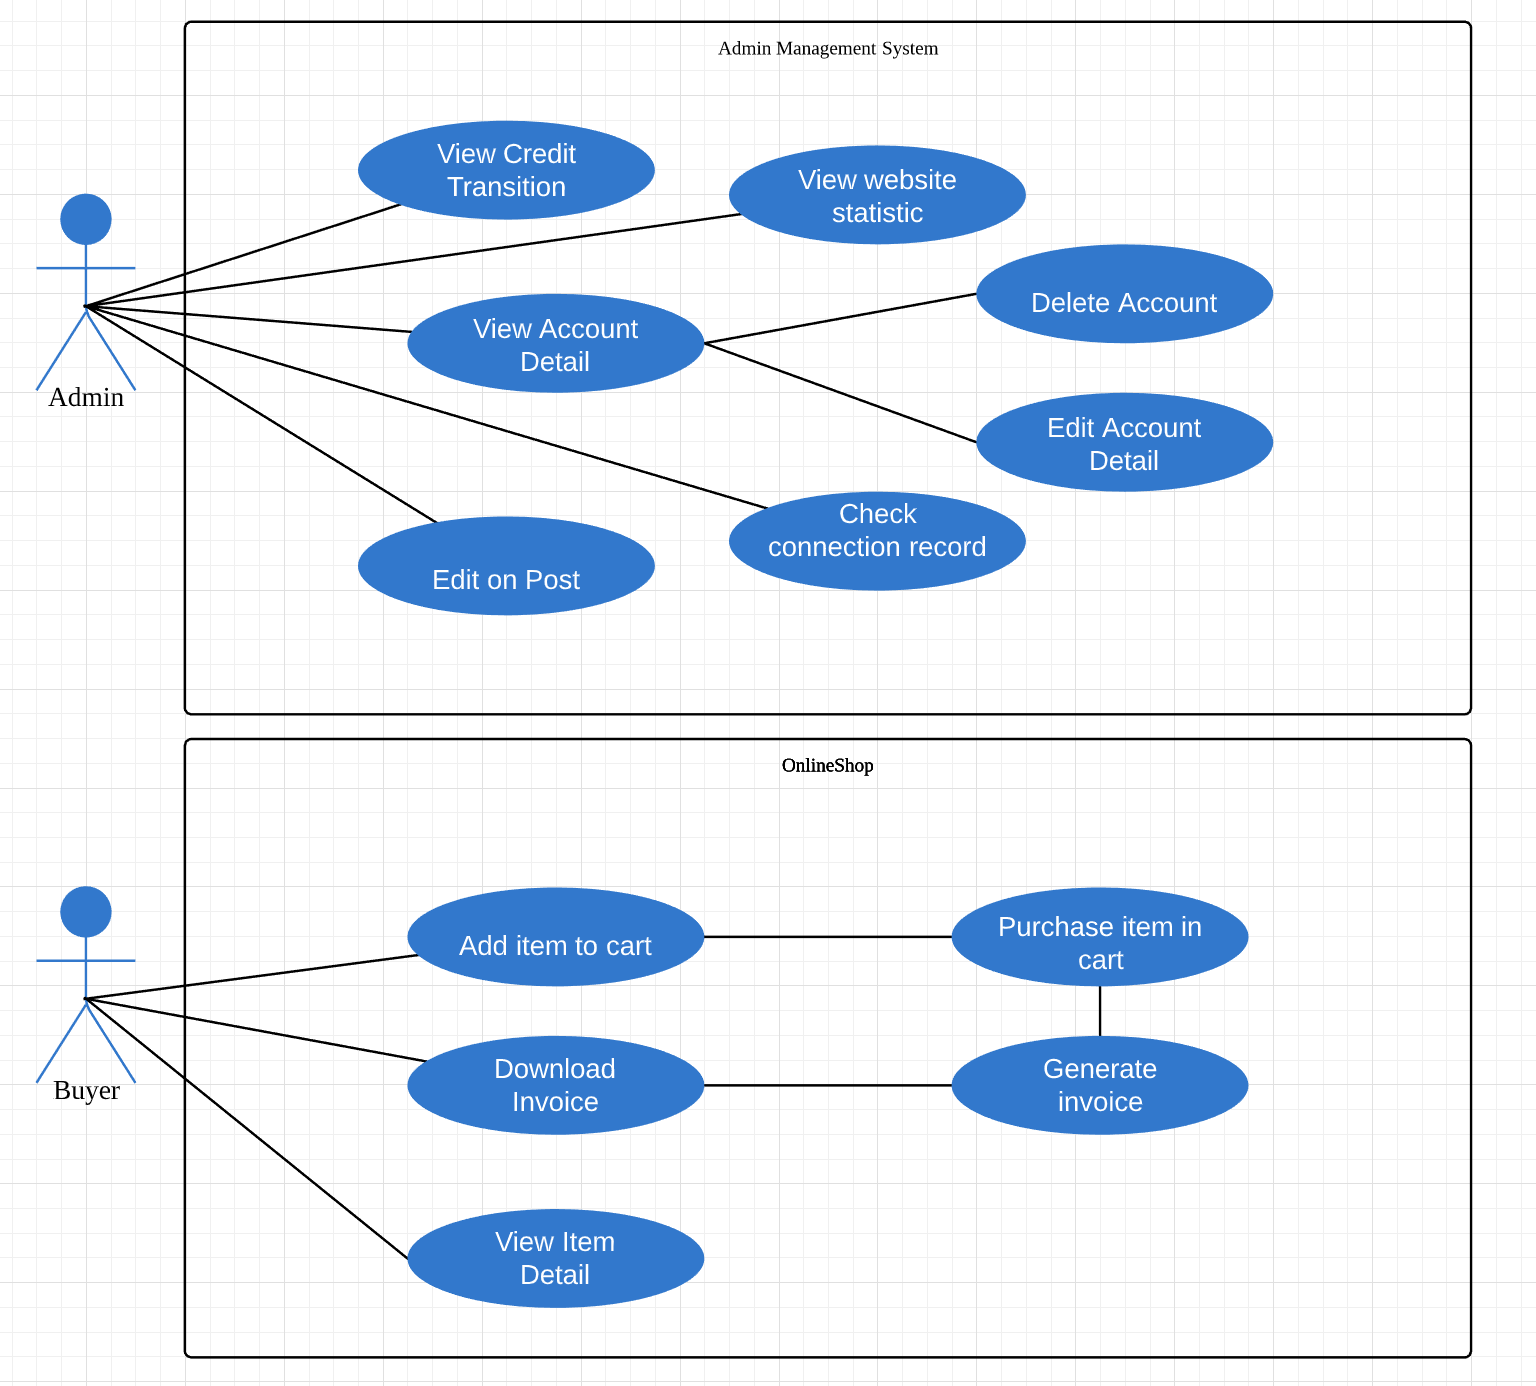 Admin Management System
View Credit
Transition
View website
statistic
Delete Account
View Account
Detail
Admin
Edit Account
Detail
Check
connection record
Edit on Post
OnlineShop
Add item to cart
Purchase item in
cart
Buyer
Download
Invoice
Generate
invoice
View Item
Detail